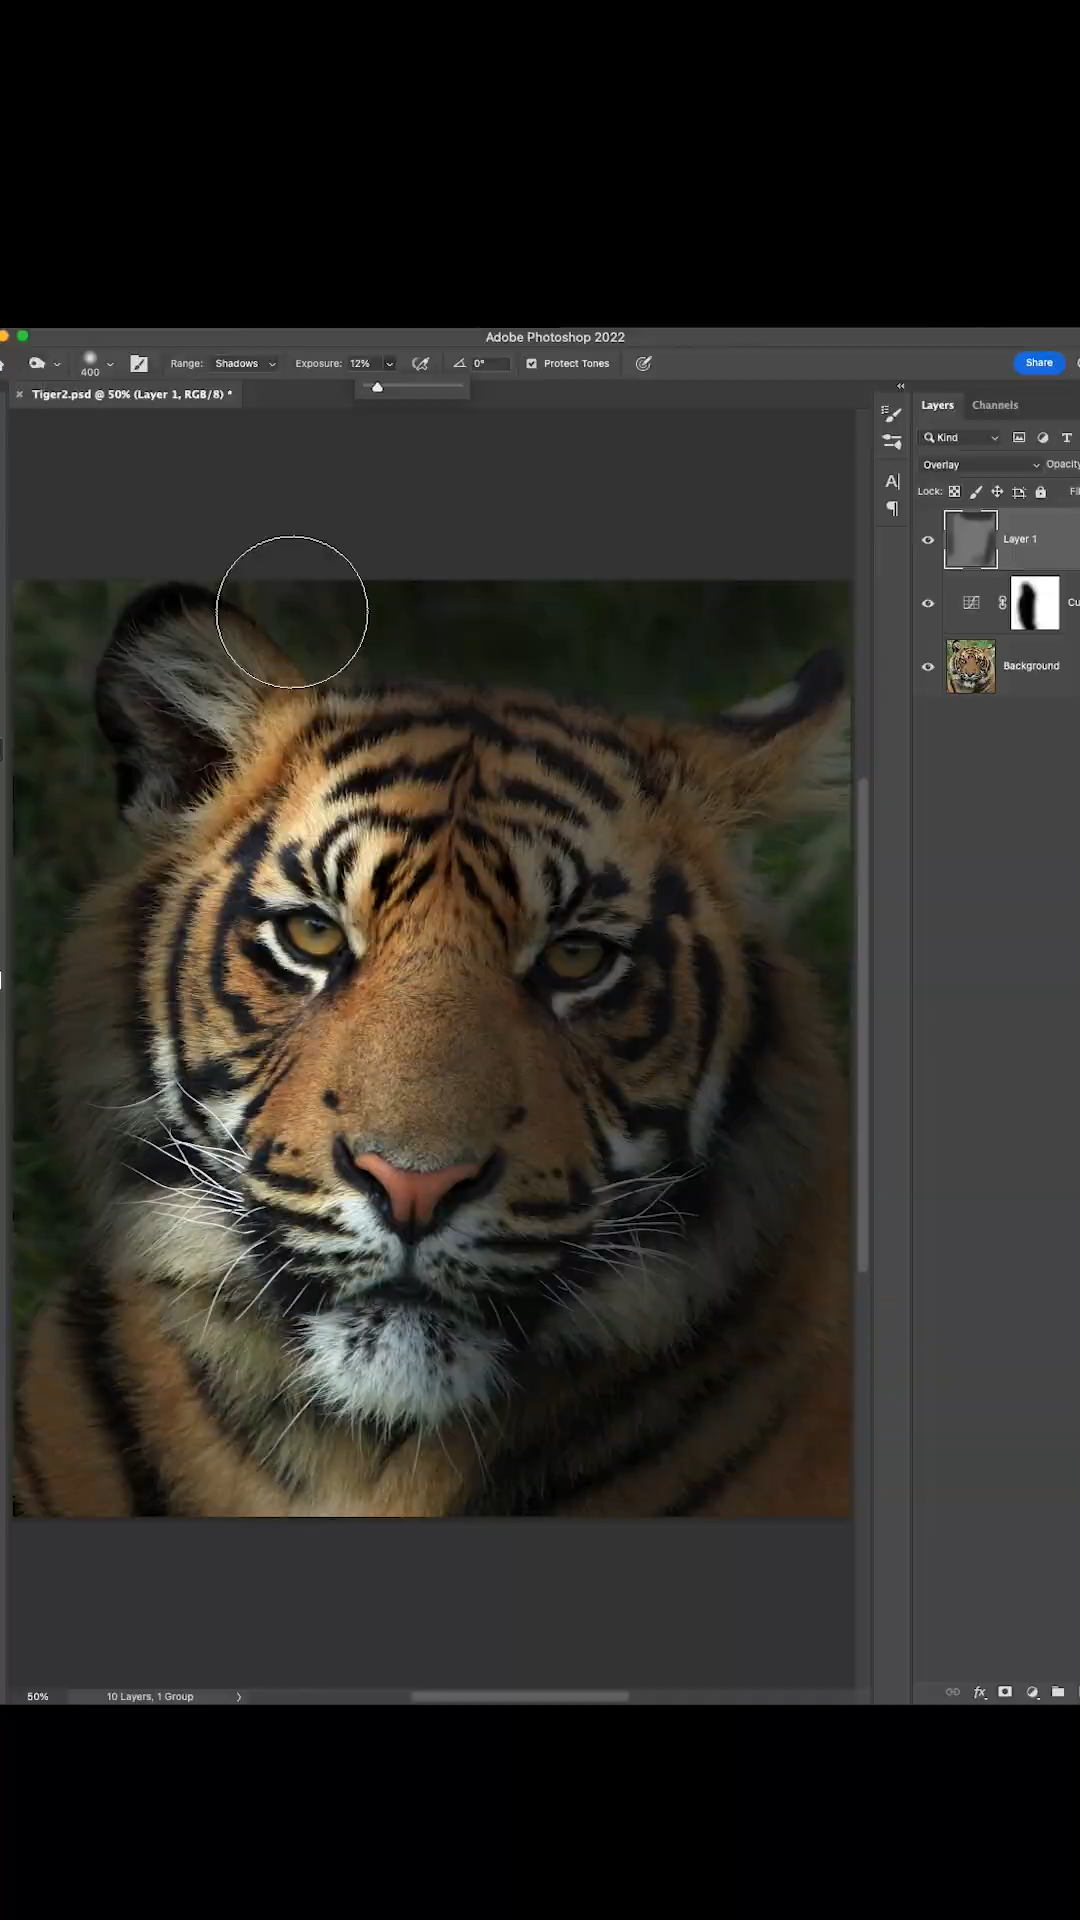 Adobe Photoshop 2022
400 Range: Shadows Exposure: 12% 0° Protect Tones Share
× Tiger2.psd @ 50% (Layer 1, RGB/8) *
Layers Channels
Kind T
Overlay Opacity
Lock:
A
Layer 1
Background
50% 10 Layers, 1 Group
fx